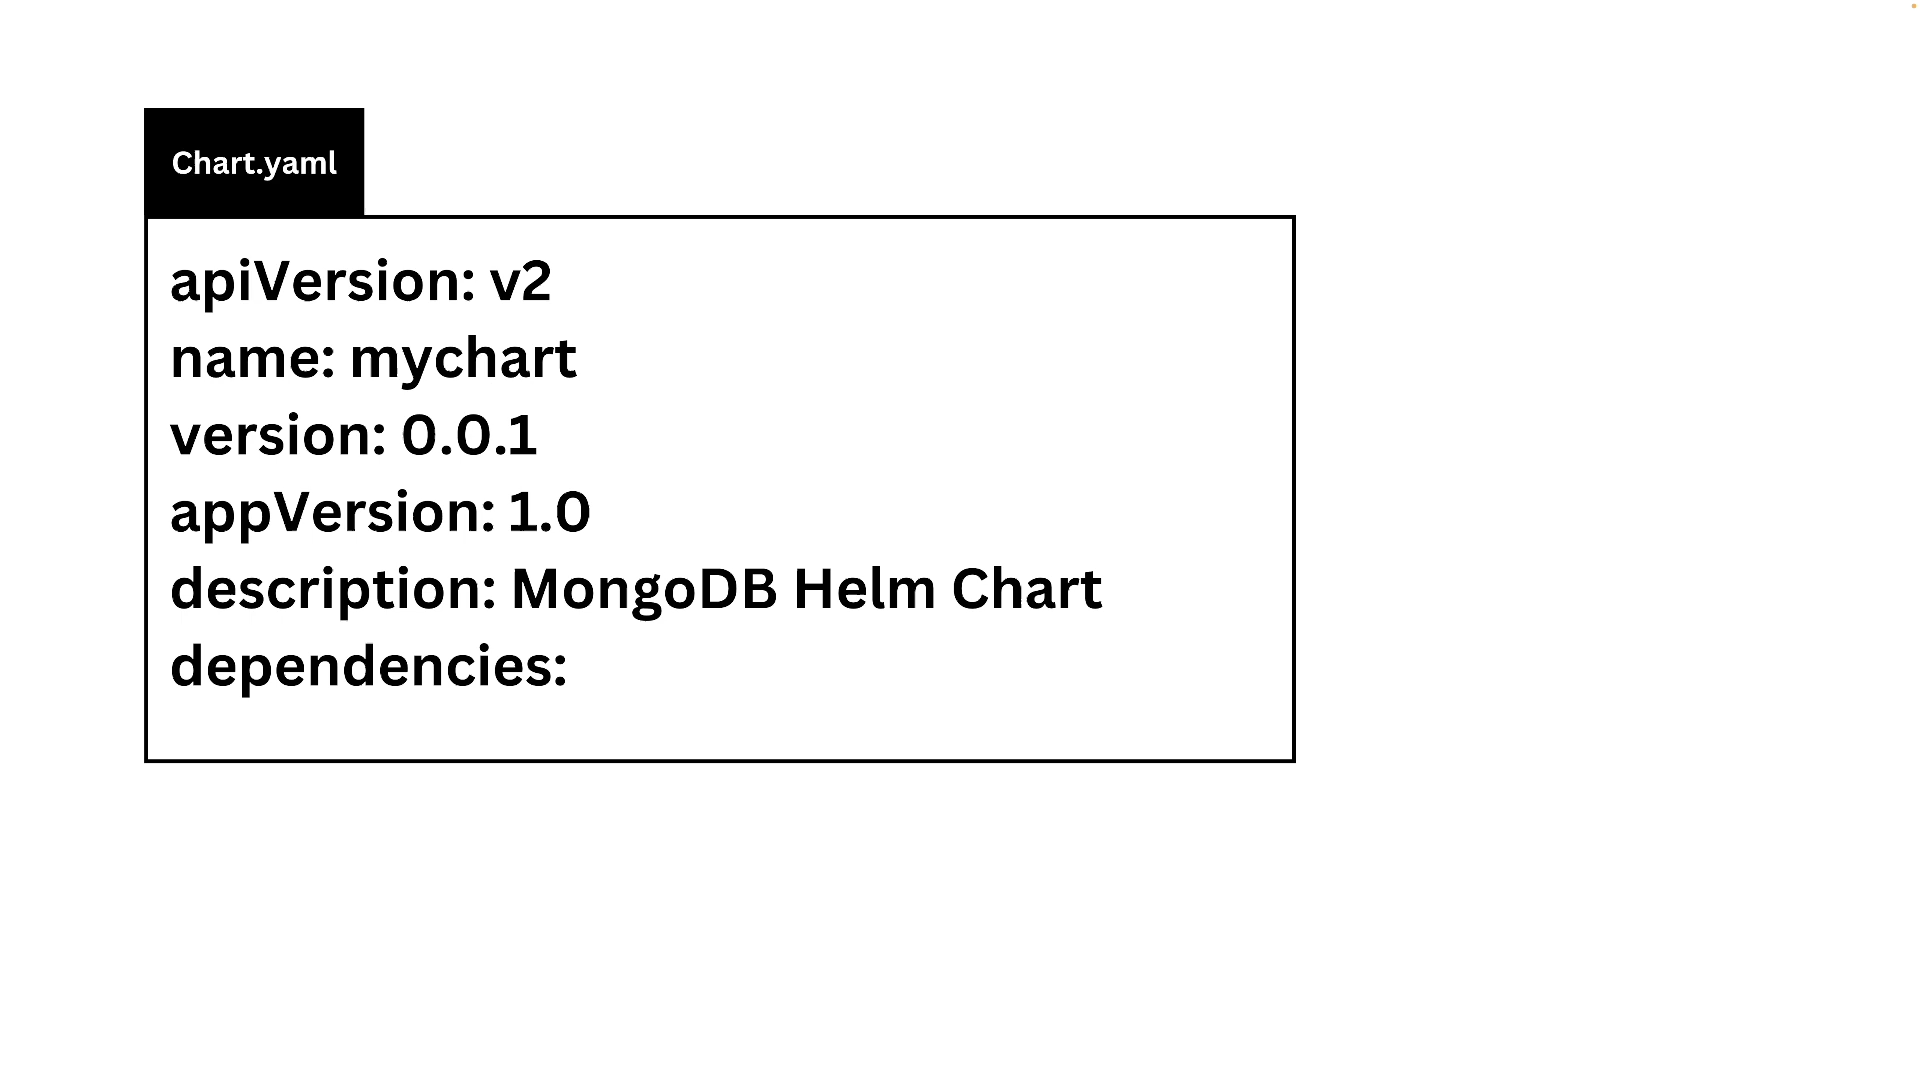 Chart.yaml
apiVersion: v2
name: mychart
version: 0.0.1
appVersion: 1.0
description: MongoDB Helm Chart
dependencies: